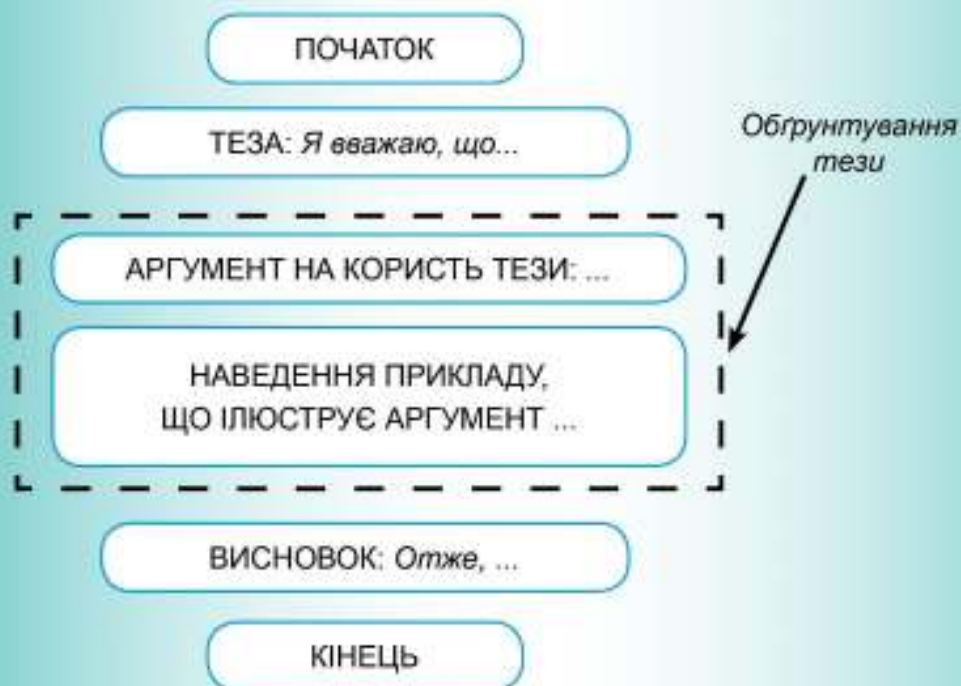 ПОЧАТОК
ТЕЗА: Я вважаю, що...
Обґрунтування
тези
АРГУМЕНТ НА КОРИСТЬ ТЕЗИ: ...
НАВЕДЕННЯ ПРИКЛАДУ,
ЩО ІЛЮСТРУЄ АРГУМЕНТ ...
ВИСНОВОК: Отже, ...
КІНЕЦЬ